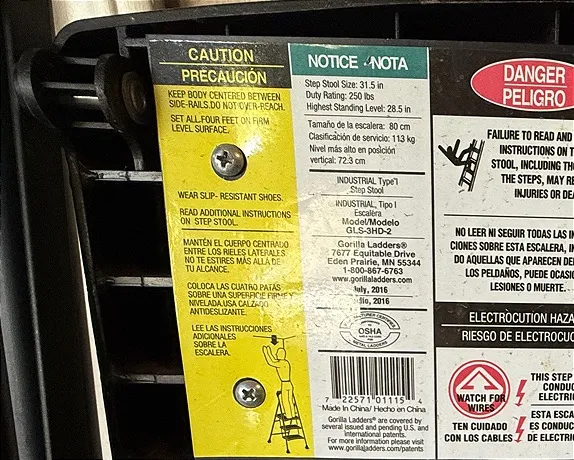 CAUTION
PRECAUCIÓN
KEEP BODY CENTERED BETWEEN
SIDE-RAILS.DO NOT OVER-REACH.
SET ALL-FOUR FEET ON FIRM
LEVEL SURFACE.
WEAR SLIP- RESISTANT SHOES.
READ ADDITIONAL INSTRUCTIONS
ON STEP STOOL.
MANTÉN EL CUERPO CENTRADO
ENTRE LOS RIELES LATERALES
NO TE ESTIRES MÁS ALLÁ DE
TU ALCANCE.
COLOCA LAS CUATRO PATAS
SOBRE UNA SUPERFICIE FIRME Y
NIVELADA.USA CALZADO
ANTIDESLIZANTE.
LEE LAS INSTRUCCIONES
ADICIONALES
SOBRE LA
ESCALERA.
NOTICE - NOTA
Step Stool Size: 31.5 in
Duty Rating: 250 lbs
Highest Standing Level: 28.5 in
Tamaño de la escalera: 80 cm
Clasificación de servicio: 113 kg
Nivel más alto en posición
vertical: 72.3 cm
INDUSTRIAL Type I
Step Stool
INDUSTRIAL, Tipo I
Escalera
Model/Modelo
GLS-3HD-2
Gorilla Ladders®
7677 Equitable Drive
Eden Prairie, MN 55344
1-800-867-6763
www.gorillaladders.com
July, 2016
Julio, 2016
OSHA
METAL LADDERS
7 22571 01115 4
Made In China/ Hecho en China
Gorilla Ladders® are covered by
several issued and pending U.S. and
international patents.
For more information please visit
www.gorillaladders.com/patents
DANGER
PELIGRO
FAILURE TO READ AND
INSTRUCTIONS ON T
STOOL, INCLUDING TH
THE STEPS, MAY RE
INJURIES OR DEA
NO LEER NI SEGUIR TODAS LAS IN
CIONES SOBRE ESTA ESCALERA, IN
DO AQUELLAS QUE APARECEN DE
LOS PELDAÑOS, PUEDE OCASIO
LESIONES O MUERTE.
ELECTROCUTION HAZA
RIESGO DE ELECTROCU
WATCH FOR
WIRES
TEN CUIDADO
CON LOS CABLES
THIS STEP
CONDU
ELECTRI
ESTA ESCA
ES CONDUC
DE ELECTRI